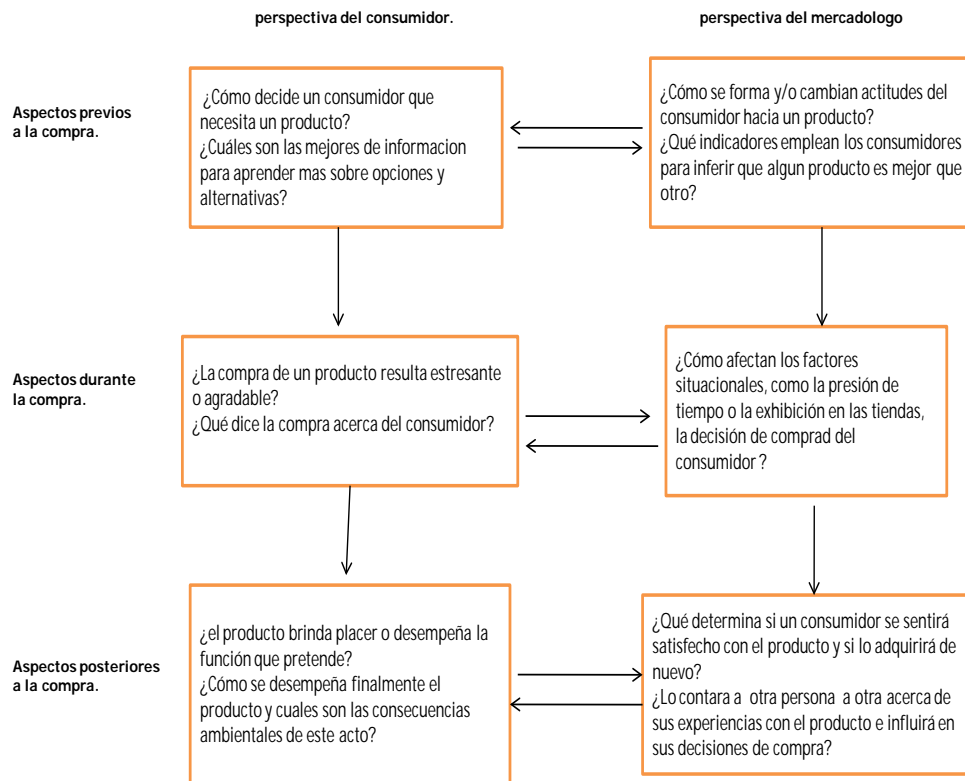 perspectiva del consumidor.
perspectiva del mercadologo
Aspectos previos
a la compra.
¿Cómo decide un consumidor que
necesita un producto?
¿Cuáles son las mejores de informacion
para aprender mas sobre opciones y
alternativas?
¿Cómo se forma y/o cambian actitudes del
consumidor hacia un producto?
¿Qué indicadores emplean los consumidores
para inferir que algun producto es mejor que
otro?
Aspectos durante
la compra.
¿La compra de un producto resulta estresante
o agradable?
¿Qué dice la compra acerca del consumidor?
¿Cómo afectan los factores
situacionales, como la presión de
tiempo o la exhibición en las tiendas,
la decisión de comprad del
consumidor ?
Aspectos posteriores
a la compra.
¿el producto brinda placer o desempeña la
función que pretende?
¿Cómo se desempeña finalmente el
producto y cuales son las consecuencias
ambientales de este acto?
¿Qué determina si un consumidor se sentirá
satisfecho con el producto y si lo adquirirá de
nuevo?
¿Lo contara a otra persona a otra acerca de
sus experiencias con el producto e influirá en
sus decisiones de compra?